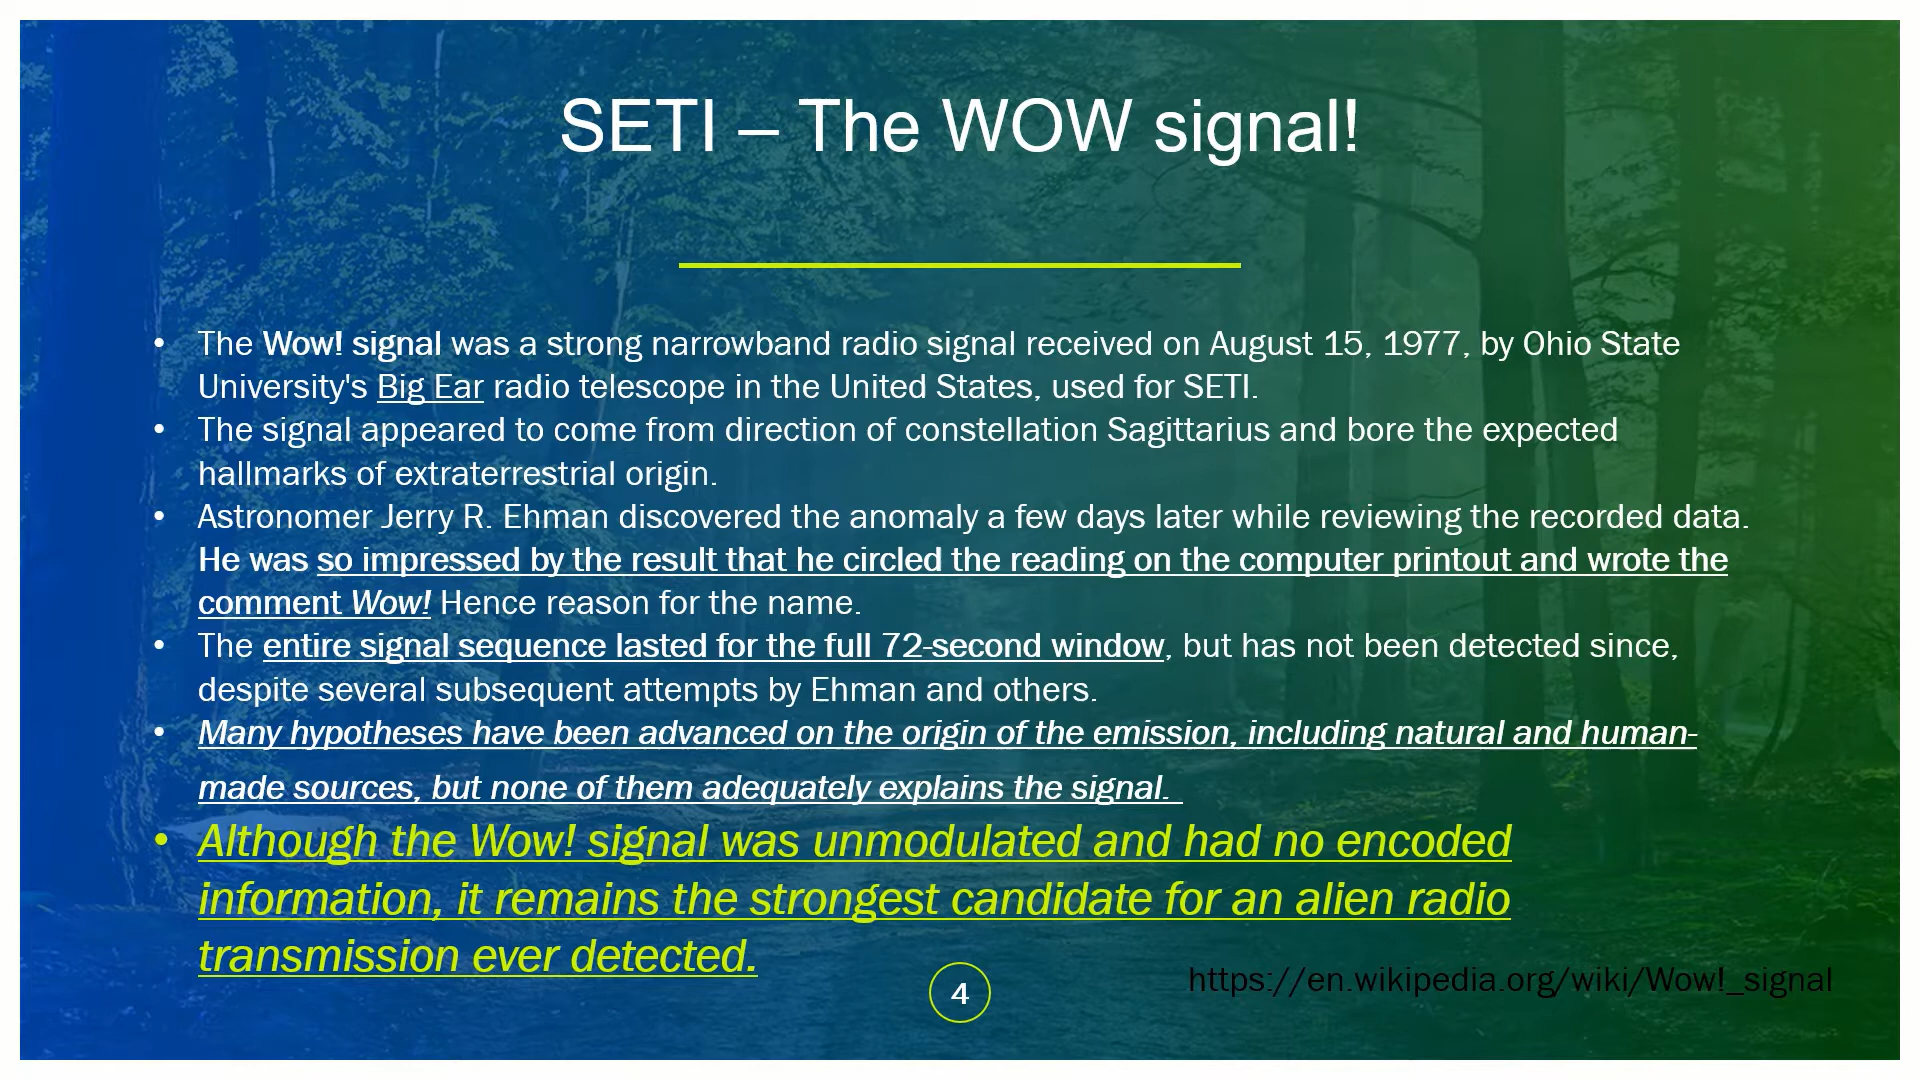 SETI – The WOW signal!
• The Wow! signal was a strong narrowband radio signal received on August 15, 1977, by Ohio State
University's Big Ear radio telescope in the United States, used for SETI.
• The signal appeared to come from direction of constellation Sagittarius and bore the expected
hallmarks of extraterrestrial origin.
• Astronomer Jerry R. Ehman discovered the anomaly a few days later while reviewing the recorded data.
He was so impressed by the result that he circled the reading on the computer printout and wrote the
comment Wow! Hence reason for the name.
• The entire signal sequence lasted for the full 72-second window, but has not been detected since,
despite several subsequent attempts by Ehman and others.
• Many hypotheses have been advanced on the origin of the emission, including natural and human-
made sources, but none of them adequately explains the signal.
• Although the Wow! signal was unmodulated and had no encoded
information, it remains the strongest candidate for an alien radio
transmission ever detected.
4
https://en.wikipedia.org/wiki/Wow!_signal